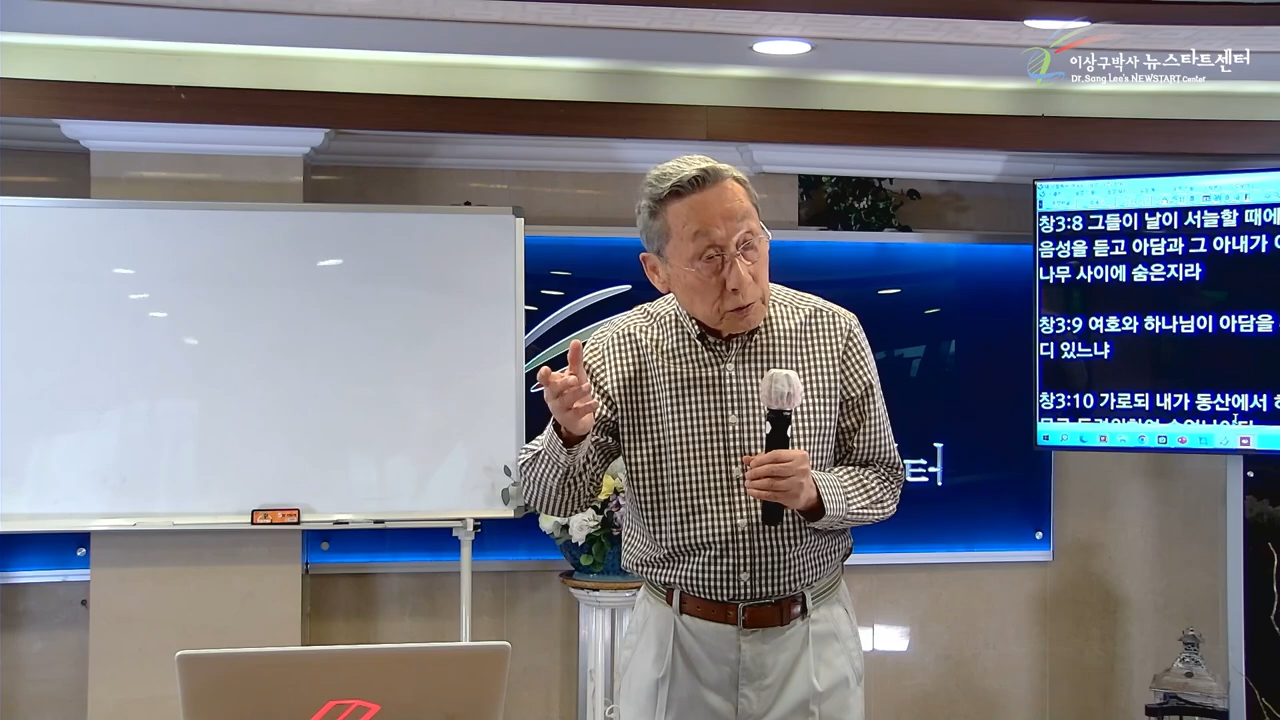 이상구박사 뉴스타트센터
Dr. Sang Lee's NEWSTART Center
창3:8 그들이 날이 서늘할 때에
음성을 듣고 아담과 그 아내가
나무 사이에 숨은지라
창3:9 여호와 하나님이 아담을
디 있느냐
창3:10 가로되 내가 동산에서
터